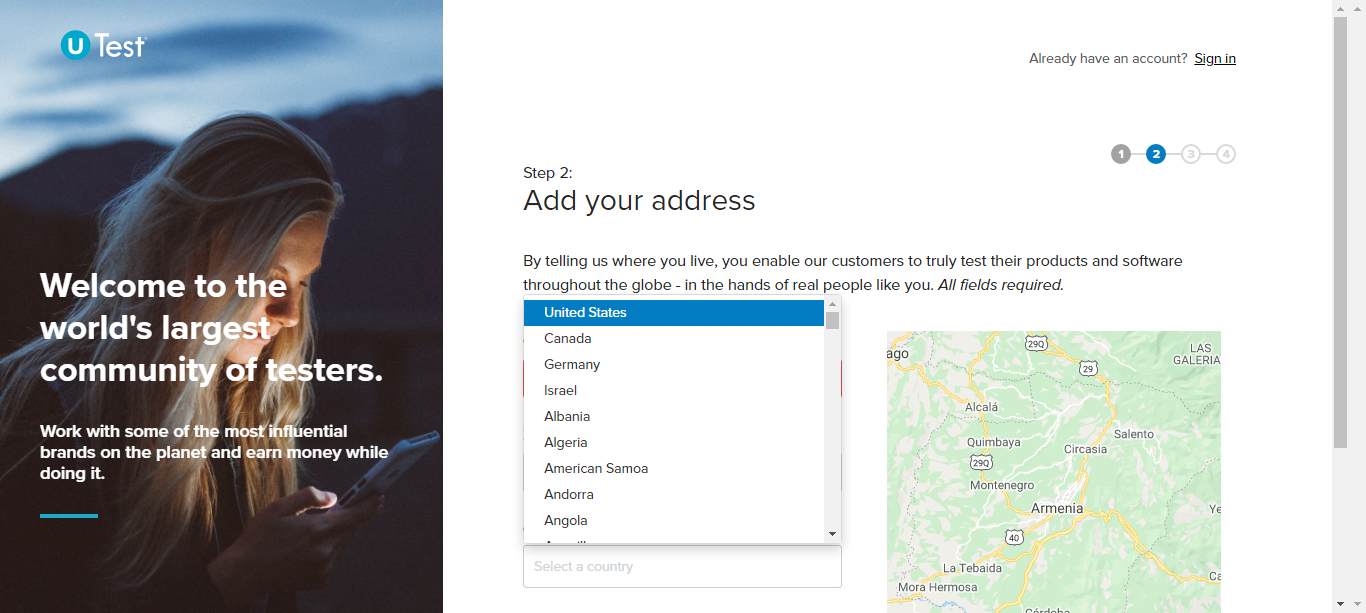 U Test
Already have an account? Sign in
1 2 3 4
Step 2:
Add your address
By telling us where you live, you enable our customers to truly test their products and software
throughout the globe - in the hands of real people like you. All fields required.
Welcome to the
world's largest
community of testers.
Work with some of the most influential
brands on the planet and earn money while
doing it.
United States
Canada
Germany
Israel
Albania
Algeria
American Samoa
Andorra
Angola
Select a country
ago
29Q
LAS
GALERIA
29
Alcalá
Salento
Quimbaya
Circasia
29Q
Montenegro
Armenia
40
La Tebaida
Mora Hermosa
Córdoba